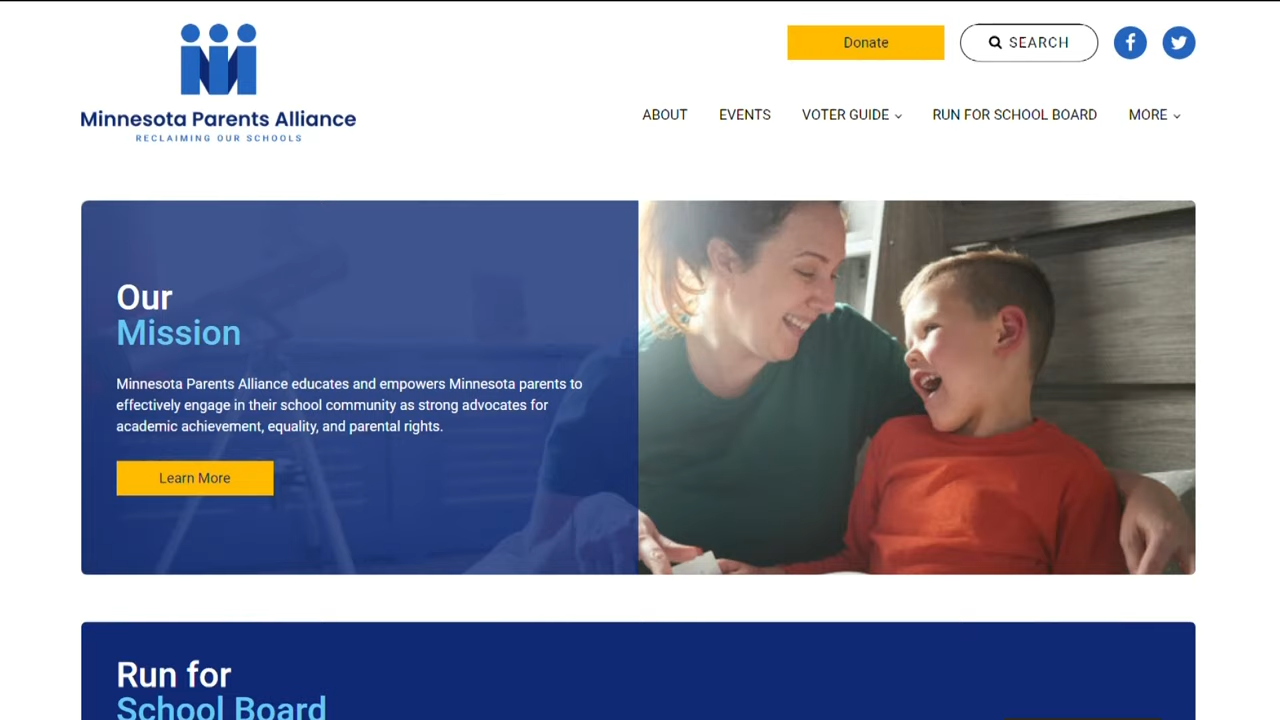 Donate
SEARCH
Minnesota Parents Alliance
RECLAIMING OUR SCHOOLS
ABOUT
EVENTS
VOTER GUIDE
RUN FOR SCHOOL BOARD
MORE
Our
Mission
Minnesota Parents Alliance educates and empowers Minnesota parents to
effectively engage in their school community as strong advocates for
academic achievement, equality, and parental rights.
Learn More
Run for
School Board